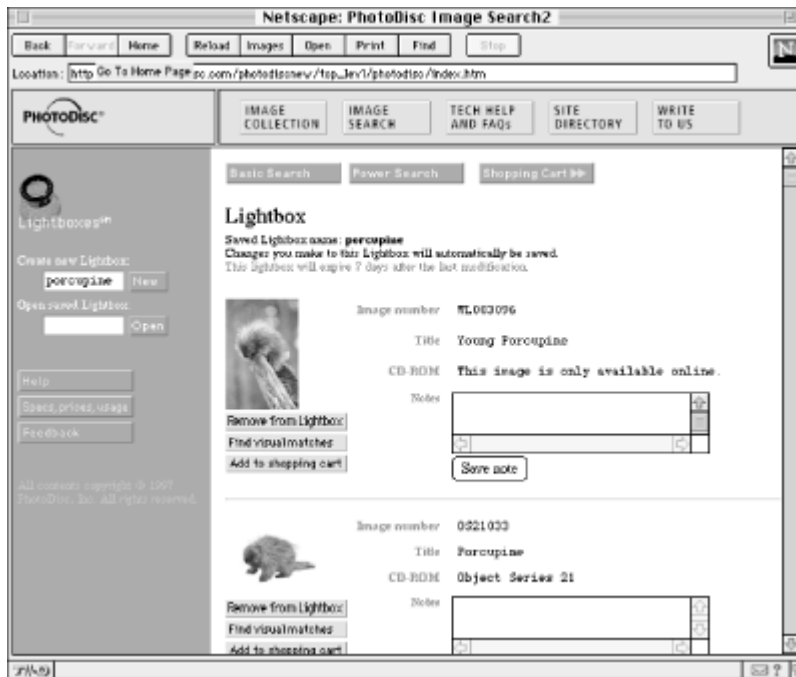 Netscape: PhotoDisc Image Search2
Back Forward Home Reload Images Open Print Find Stop
N
Location: http Go To Home Page sc.com/photodiscnew/top_lev1/photodisc/index.htm
PHOTODISC®
IMAGE COLLECTION
IMAGE SEARCH
TECH HELP AND FAQs
SITE DIRECTORY
WRITE TO US
Lightboxes℠
Create new Lightbox:
porcupine New
Open saved Lightbox:
Open
Help
Specs, prices, usage
Feedback
All contents copyright © 1997
PhotoDisc, Inc. All rights reserved.
Basic Search Power Search Shopping Cart
Lightbox
Saved Lightbox name: porcupine
Changes you make to this Lightbox will automatically be saved.
This lightbox will expire 7 days after the last modification.
Image number WL003096
Title Young Porcupine
CD-ROM This image is only available online.
Notes
Remove from Lightbox
Find visual matches
Add to shopping cart
Save note
Image number OS21033
Title Porcupine
CD-ROM Object Series 21
Notes
Remove from Lightbox
Find visual matches
Add to shopping cart
?